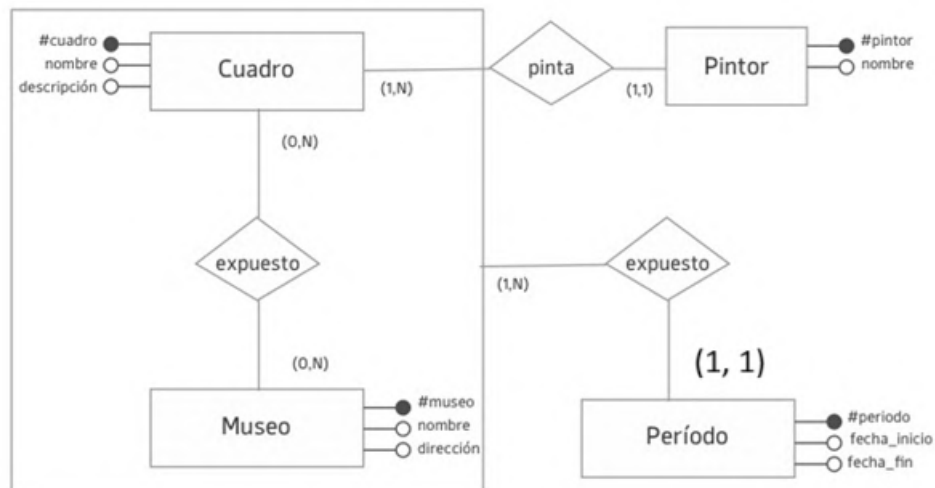 #cuadro
nombre
descripción
Cuadro
(1,N)
pinta
(1,1)
Pintor
#pintor
nombre
(0,N)
expuesto
(0,N)
Museo
#museo
nombre
dirección
(1,N)
expuesto
(1, 1)
Período
#periodo
fecha_inicio
fecha_fin